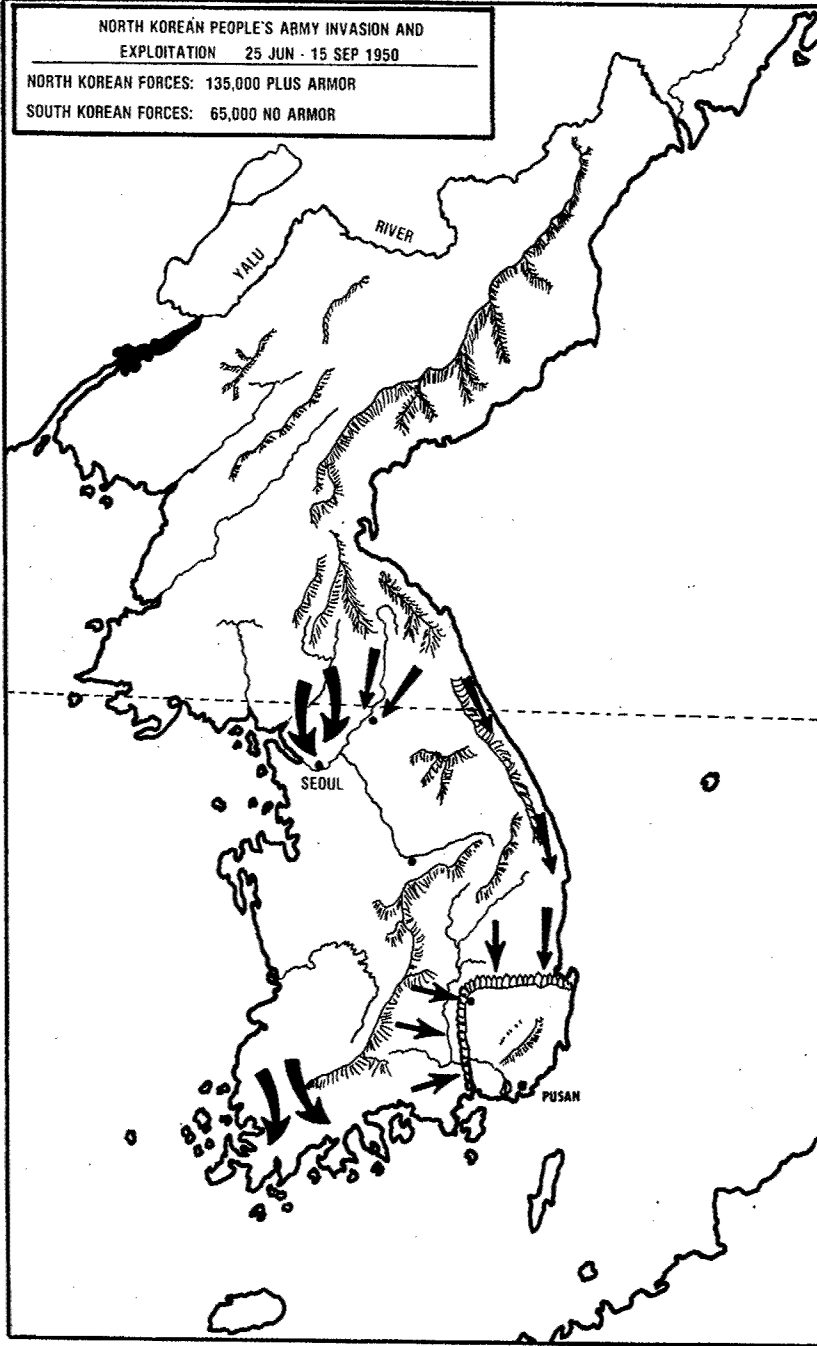 NORTH KOREAN PEOPLE'S ARMY INVASION AND
EXPLOITATION 25 JUN - 15 SEP 1950
NORTH KOREAN FORCES: 135,000 PLUS ARMOR
SOUTH KOREAN FORCES: 65,000 NO ARMOR
YALU RIVER
SEOUL
PUSAN